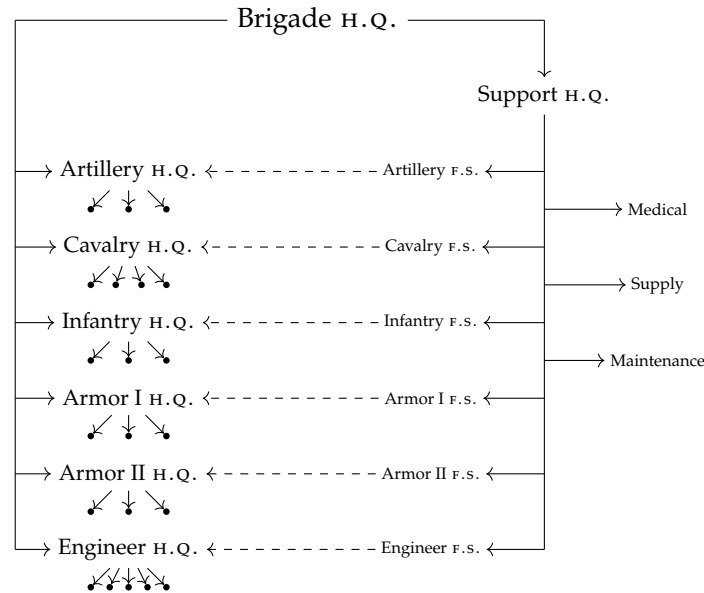 Brigade H.Q.
Support H.Q.
Artillery H.Q. Artillery F.S.
Medical
Cavalry H.Q. Cavalry F.S.
Supply
Infantry H.Q. Infantry F.S.
Maintenance
Armor I H.Q. Armor I F.S.
Armor II H.Q. Armor II F.S.
Engineer H.Q. Engineer F.S.